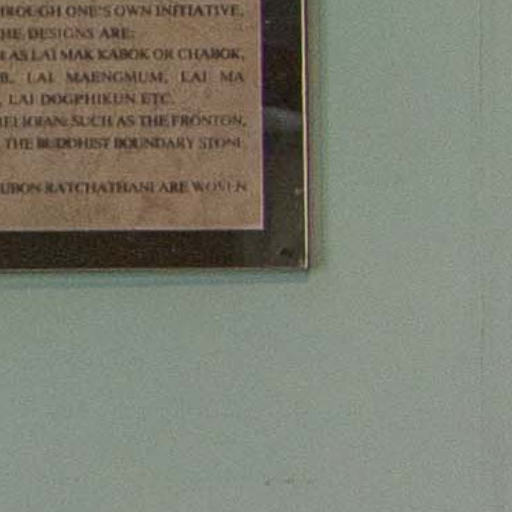 THROUGH ONE'S OWN INITIATIVE,
THE DESIGNS ARE:
AS LAI MAK KABOK OR CHABOK,
LAI MAENGMUM, LAI MA
LAI DOGPHIKUN ETC.
SUCH AS THE FRONTON,
THE BUDDHIST BOUNDARY STONE
UBON RATCHATHANI ARE WOVEN